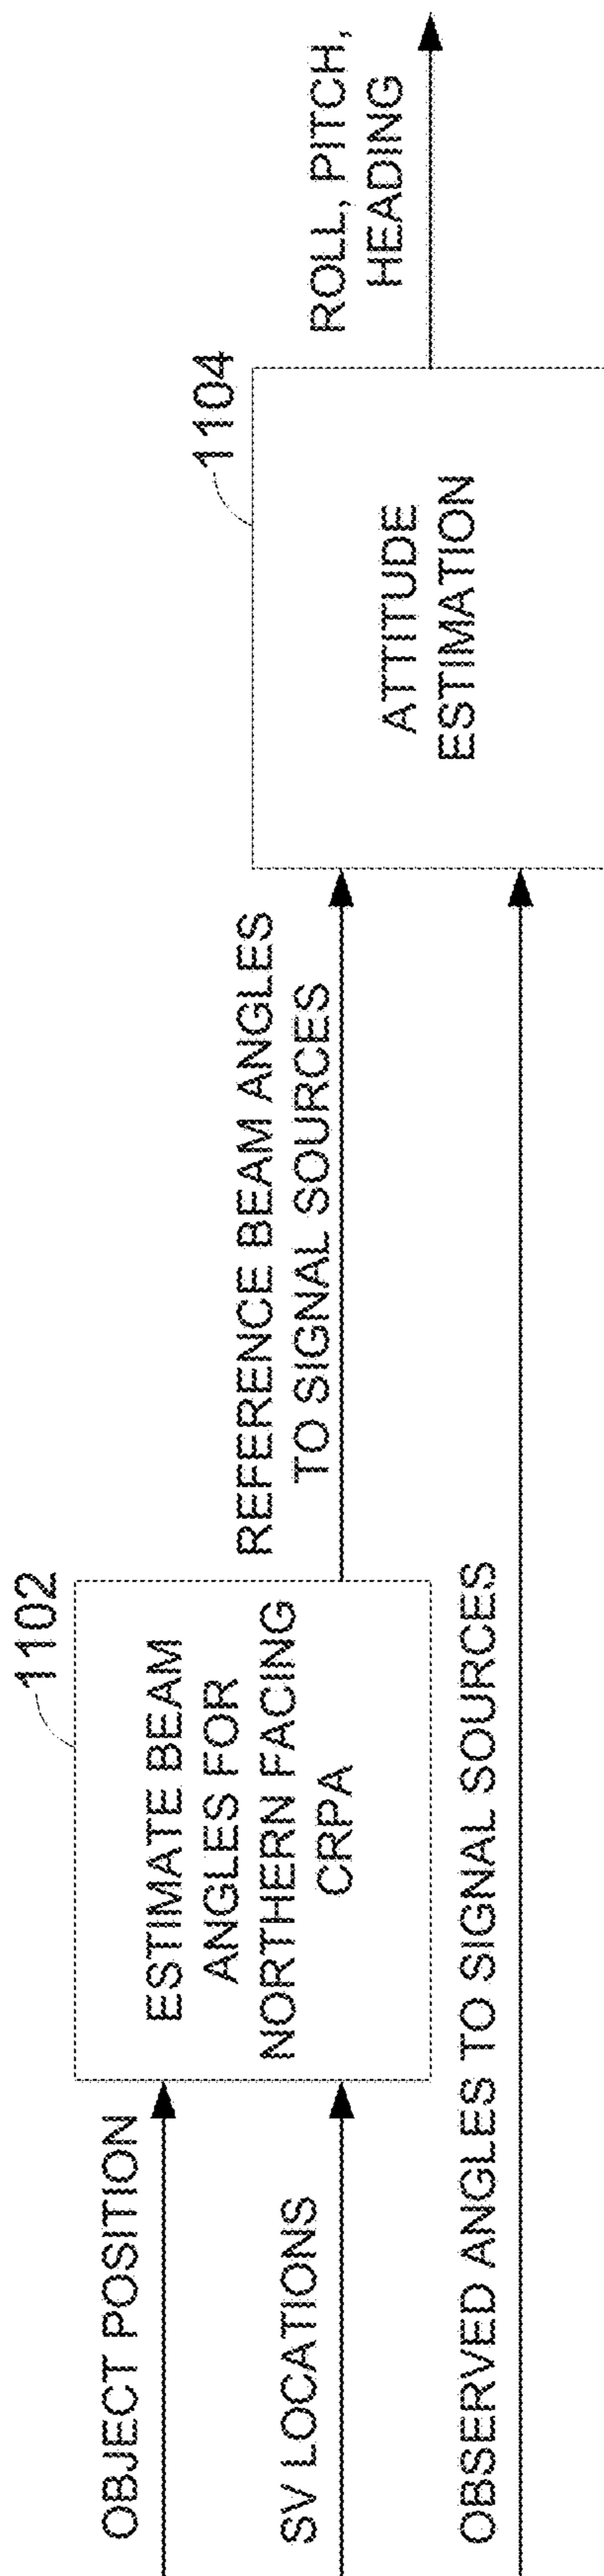 OBJECT POSITION
SV LOCATIONS
OBSERVED ANGLES TO SIGNAL SOURCES
1102
ESTIMATE BEAM
ANGLES FOR
NORTHERN FACING
CRPA
REFERENCE BEAM ANGLES
TO SIGNAL SOURCES
1104
ATTITUDE
ESTIMATION
ROLL, PITCH,
HEADING